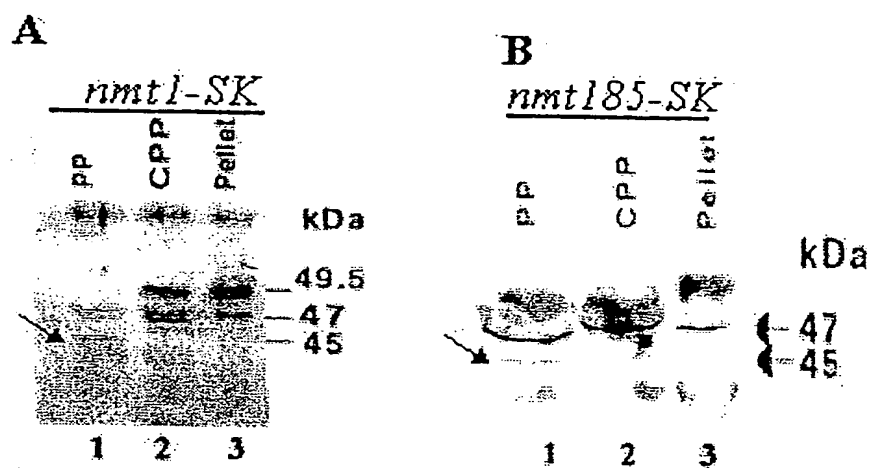 A
nmt1-SK
PP
CPP
Pellet
kDa
49.5
47
45
1 2 3
B
nmt185-SK
PP
CPP
Pellet
kDa
47
45
1 2 3